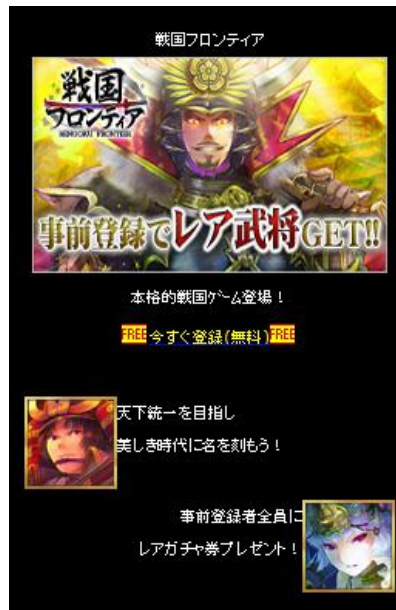 戦国フロンティア
戦国
フロンティア
SENGOKU FRONTIER
事前登録でレア武将GET!!
本格的戦国ｹﾞｰﾑ登場！
FREE今すぐ登録(無料)FREE
天下統一を目指し
美しき時代に名を刻もう！
事前登録者全員に
レアガチャ券プレゼント！